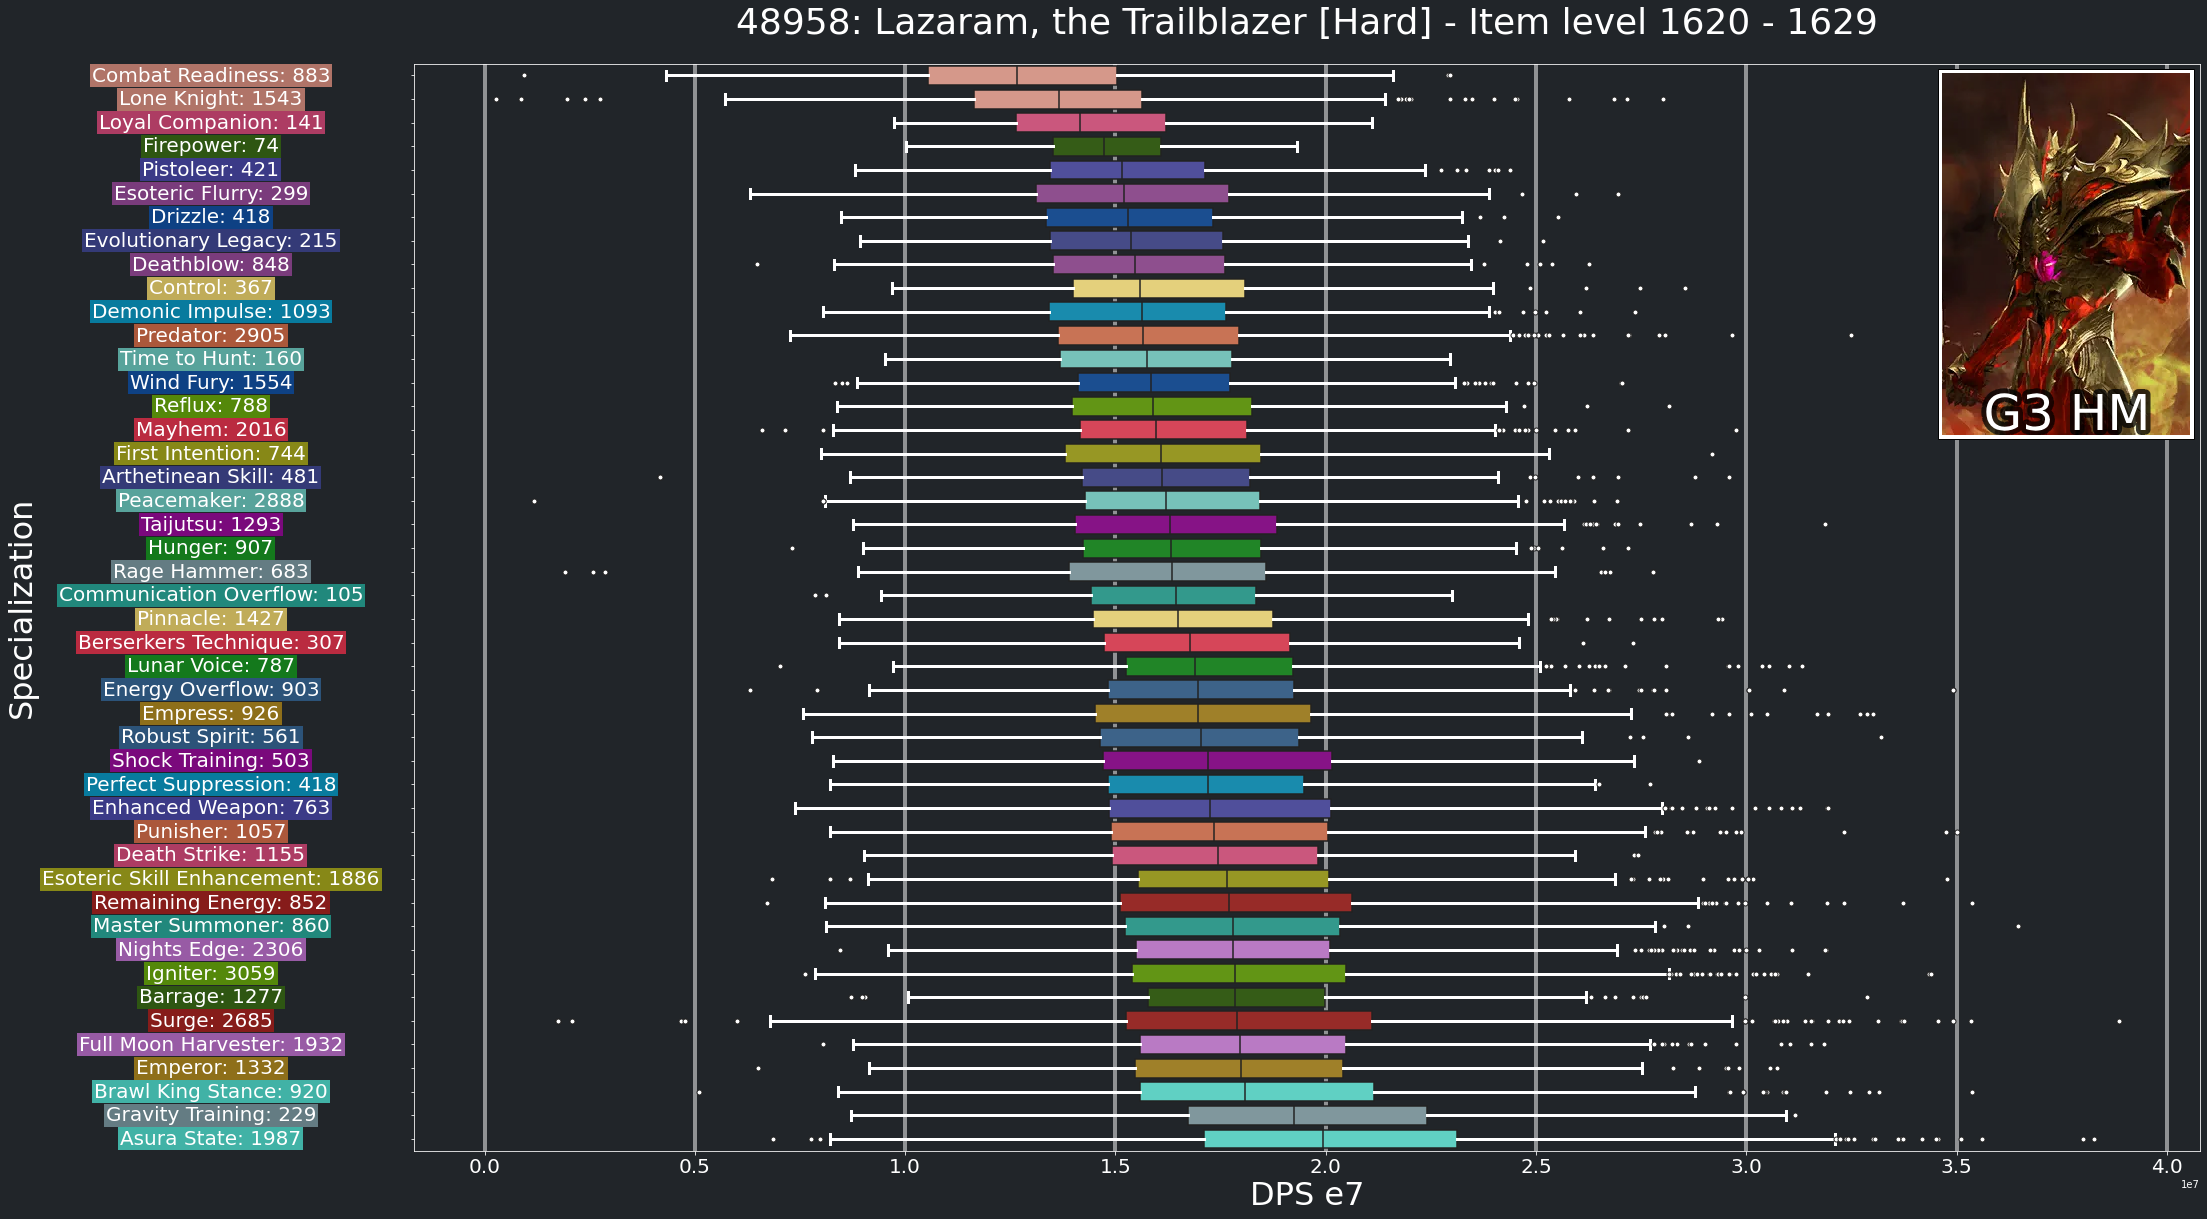 48958: Lazaram, the Trailblazer [Hard] - Item level 1620 - 1629
Combat Readiness: 883
Lone Knight: 1543
Loyal Companion: 141
Firepower: 74
Pistoleer: 421
Esoteric Flurry: 299
Drizzle: 418
Evolutionary Legacy: 215
Deathblow: 848
Control: 367
Demonic Impulse: 1093
Predator: 2905
Time to Hunt: 160
Wind Fury: 1554
Reflux: 788
Mayhem: 2016
First Intention: 744
Arthetinean Skill: 481
Peacemaker: 2888
Taijutsu: 1293
Hunger: 907
Rage Hammer: 683
Communication Overflow: 105
Pinnacle: 1427
Berserkers Technique: 307
Lunar Voice: 787
Energy Overflow: 903
Empress: 926
Robust Spirit: 561
Shock Training: 503
Perfect Suppression: 418
Enhanced Weapon: 763
Punisher: 1057
Death Strike: 1155
Esoteric Skill Enhancement: 1886
Remaining Energy: 852
Master Summoner: 860
Nights Edge: 2306
Igniter: 3059
Barrage: 1277
Surge: 2685
Full Moon Harvester: 1932
Emperor: 1332
Brawl King Stance: 920
Gravity Training: 229
Asura State: 1987
Specialization
G3 HM
0.0 0.5 1.0 1.5 2.0 2.5 3.0 3.5 4.0
1e7
DPS e7